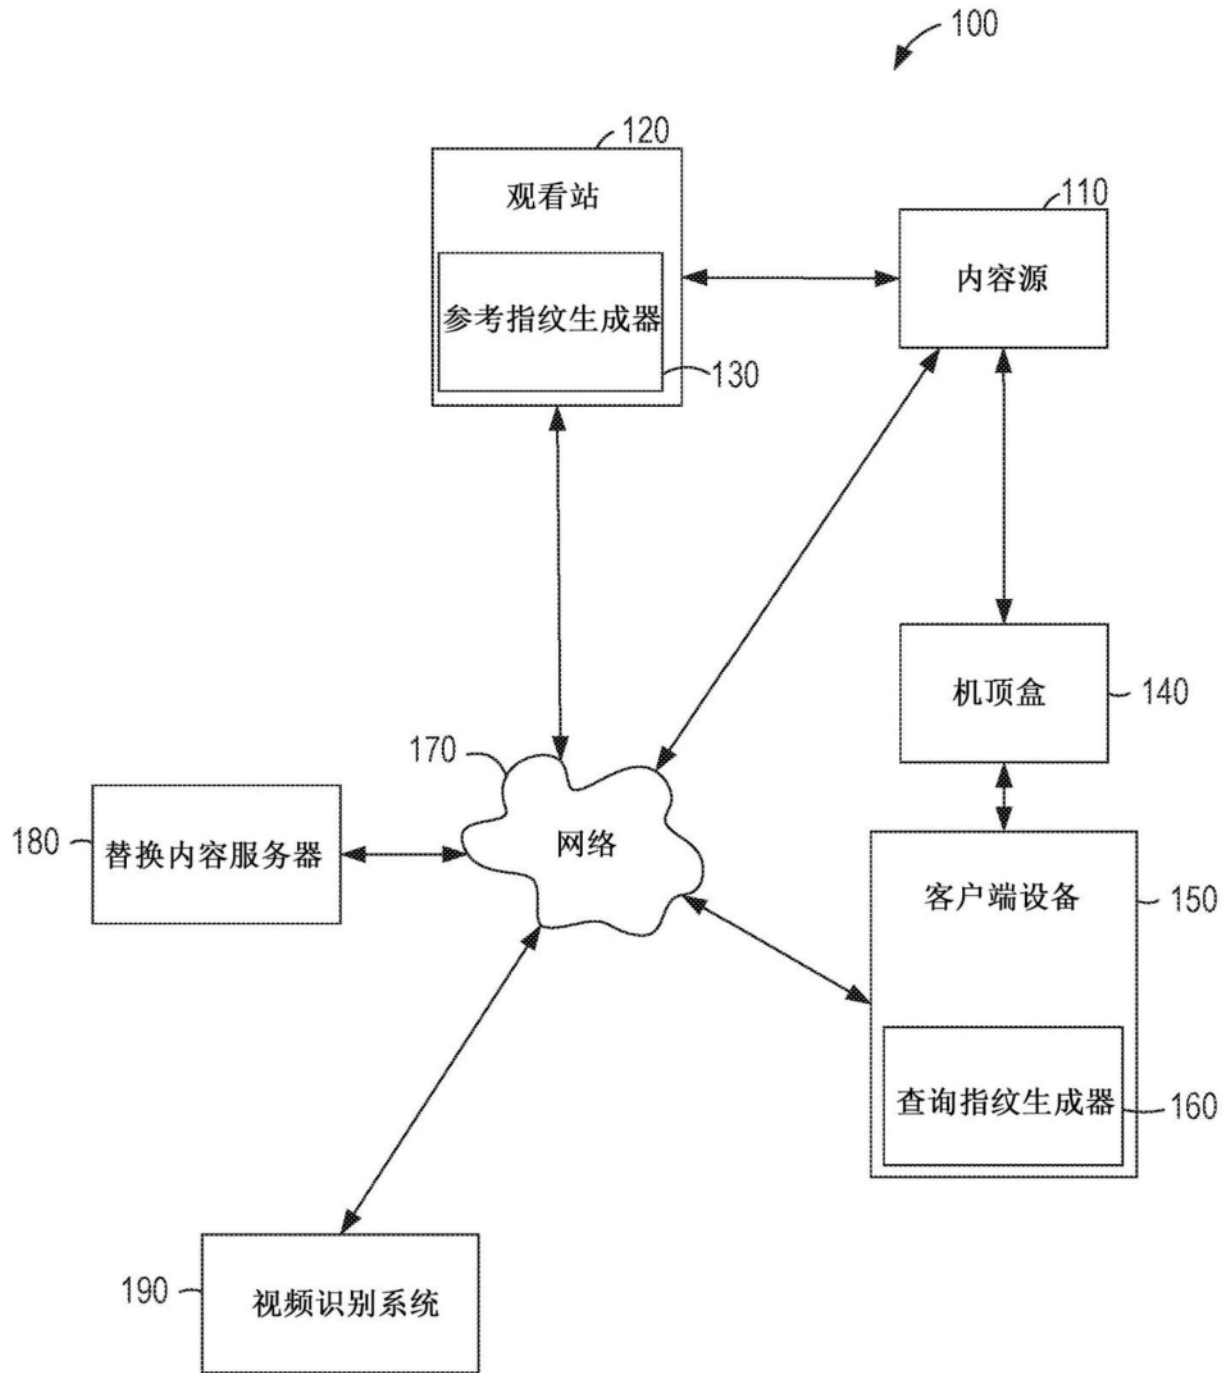 100
120
观看站
110
内容源
参考指纹生成器
130
机顶盒
140
170
网络
180
替换内容服务器
客户端设备
150
查询指纹生成器
160
190
视频识别系统